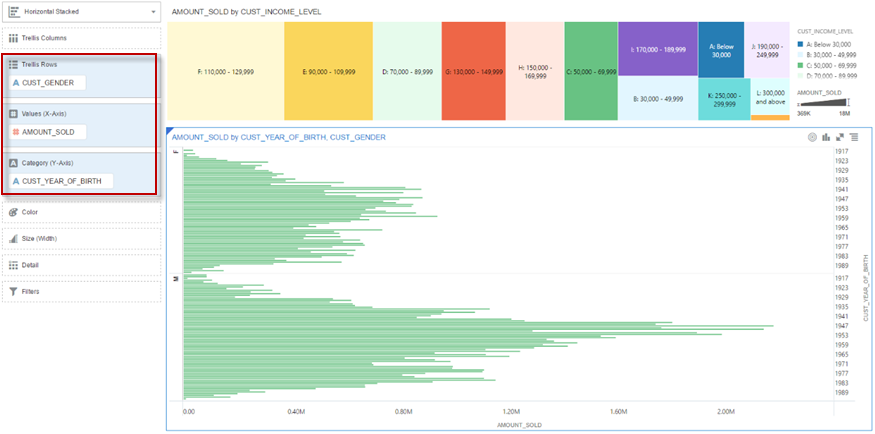 Horizontal Stacked
Trellis Columns
Trellis Rows
A CUST_GENDER
Values (X-Axis)
# AMOUNT_SOLD
Category (Y-Axis)
A CUST_YEAR_OF_BIRTH
Color
Size (Width)
Detail
Filters
AMOUNT_SOLD by CUST_INCOME_LEVEL
F: 110,000 - 129,999
E: 90,000 - 109,999
D: 70,000 - 89,999
G: 130,000 - 149,999
H: 150,000 -
169,999
C: 50,000 - 69,999
I: 170,000 -
189,999
B: 30,000 - 49,999
A: Below
30,000
J: 190,000 -
249,999
K: 250,000 -
299,999
L: 300,000
and above
CUST_INCOME_LEVEL
A: Below 30,000
B: 30,000 - 49,999
C: 50,000 - 69,999
D: 70,000 - 89,999
AMOUNT_SOLD
369K 18M
AMOUNT_SOLD by CUST_YEAR_OF_BIRTH, CUST_GENDER
F
1917
1923
1929
1935
1941
1947
1953
1959
1965
1971
1977
1983
1989
M
1917
1923
1929
1935
1941
1947
1953
1959
1965
1971
1977
1983
1989
CUST_YEAR_OF_BIRTH
0.00 0.40M 0.80M 1.20M 1.60M 2.00M
AMOUNT_SOLD